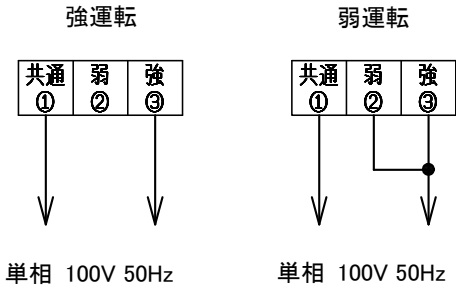 強運転
弱運転
共通 弱 強
① ② ③
共通 弱 強
① ② ③
単相 100V 50Hz
単相 100V 50Hz